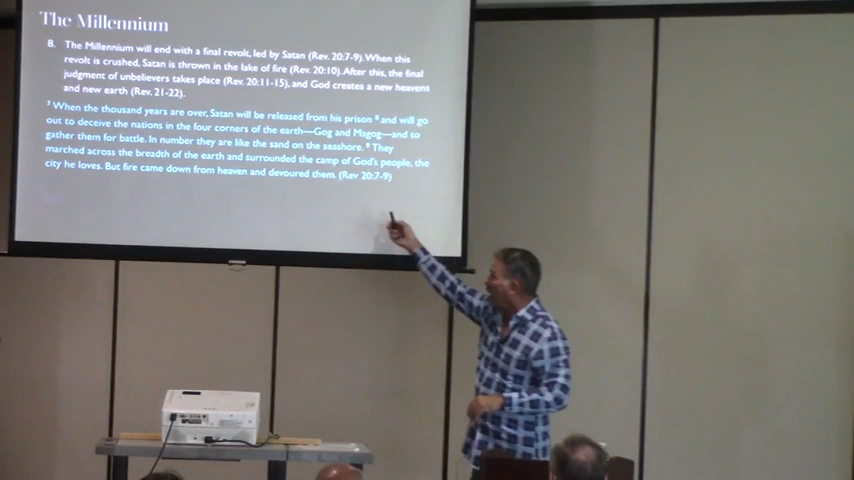 The Millennium
8. The Millennium will end with a final revolt, led by Satan (Rev. 20:7-9). When this
revolt is crushed, Satan is thrown in the lake of fire (Rev. 20:10). After this, the final
judgment of unbelievers takes place (Rev. 20:11-15), and God creates a new heavens
and new earth (Rev. 21-22).
⁷ When the thousand years are over, Satan will be released from his prison ⁸ and will go
out to deceive the nations in the four corners of the earth—Gog and Magog—and to
gather them for battle. In number they are like the sand on the seashore. ⁹ They
marched across the breadth of the earth and surrounded the camp of God's people, the
city he loves. But fire came down from heaven and devoured them. (Rev 20:7-9)